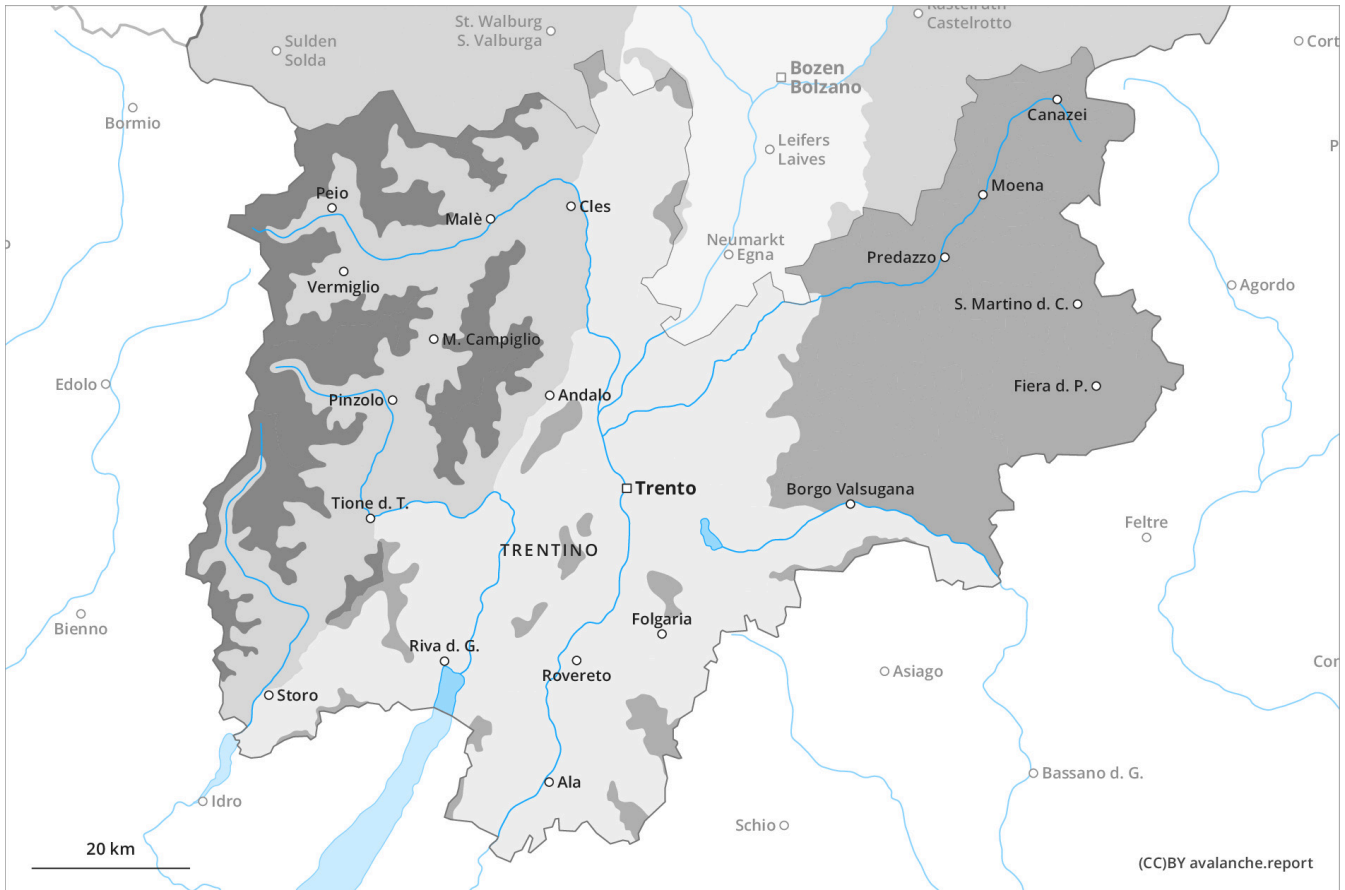 St. Walburg
S. Valburga
Castelrotto
Sulden
Solda
Cort
Bozen
Bolzano
Bormio
Canazei
Leifers
Laives
P
Peio
Moena
Cles
Malè
Neumarkt
Egna
Predazzo
Vermiglio
Agordo
S. Martino d. C.
M. Campiglio
Edolo
Fiera d. P.
Andalo
Pinzolo
Trento
Borgo Valsugana
Tione d. T.
Feltre
TRENTINO
Folgaria
Bienno
Riva d. G.
Rovereto
Asiago
Cor
Storo
Bassano d. G.
Ala
Idro
Schio
20 km
(CC)BY avalanche.report